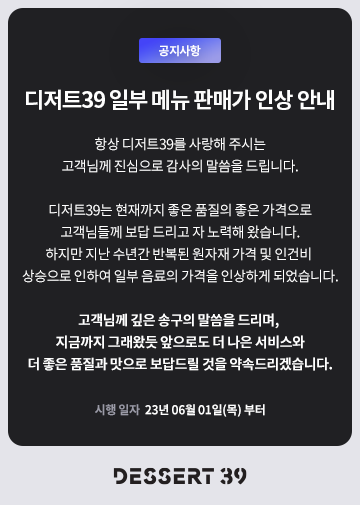 공지사항
디저트39 일부 메뉴 판매가 인상 안내
항상 디저트39를 사랑해 주시는
고객님께 진심으로 감사의 말씀을 드립니다.
디저트39는 현재까지 좋은 품질의 좋은 가격으로
고객님들께 보답 드리고 자 노력해 왔습니다.
하지만 지난 수년간 반복된 원자재 가격 및 인건비
상승으로 인하여 일부 음료의 가격을 인상하게 되었습니다.
고객님께 깊은 송구의 말씀을 드리며,
지금까지 그래왔듯 앞으로도 더 나은 서비스와
더 좋은 품질과 맛으로 보답드릴 것을 약속드리겠습니다.
시행 일자 23년 06월 01일(목) 부터
DESSERT 39